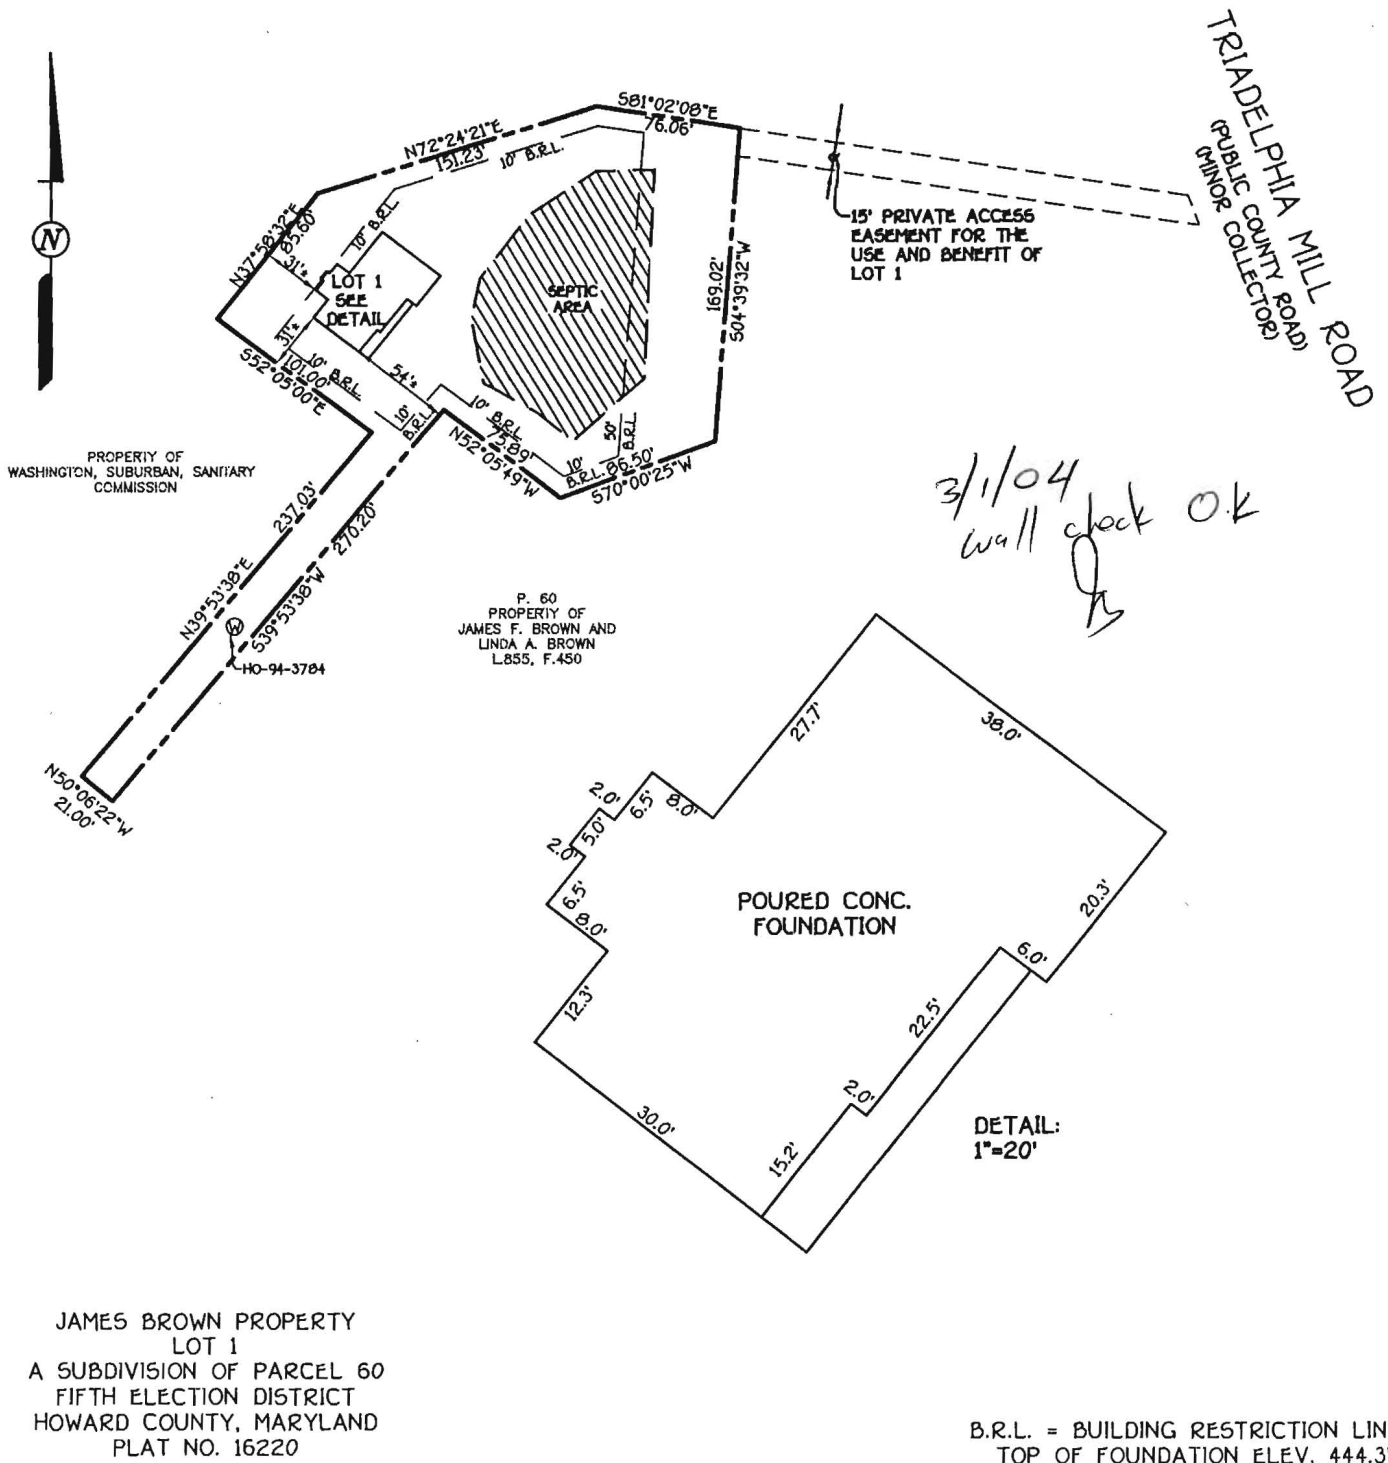 TRIADELPHIA MILL ROAD
(PUBLIC COUNTY ROAD)
(MINOR COLLECTOR)
S81°02'08"E
76.06'
N72°24'21"E
151.23'
10' B.R.L.
N37°58'32"E
85.60'
10' B.R.L.
31'±
N
LOT 1
SEE
DETAIL
SEPTIC
AREA
169.02'
S04°39'32"W
15' PRIVATE ACCESS
EASEMENT FOR THE
USE AND BENEFIT OF
LOT 1
31'±
10' B.R.L.
101.00'
S52°05'00"E
54'±
10'
B.R.L.
10'
B.R.L.
75.89'
N52°05'49"W
50'
B.R.L.
10'
B.R.L.
86.50'
S70°00'25"W
PROPERTY OF
WASHINGTON, SUBURBAN, SANITARY
COMMISSION
237.03'
N39°53'38"E
270.20'
S39°53'38"W
W
HO-94-3784
N50°06'22"W
21.00'
P. 60
PROPERTY OF
JAMES F. BROWN AND
LINDA A. BROWN
L.855, F.450
3/1/04
wall check O.K
27.7'
38.0'
2.0'
6.5'
8.0'
5.0'
2.0'
6.5'
8.0'
12.3'
POURED CONC.
FOUNDATION
20.3'
6.0'
22.5'
2.0'
15.2'
30.0'
DETAIL:
1"=20'
JAMES BROWN PROPERTY
LOT 1
A SUBDIVISION OF PARCEL 60
FIFTH ELECTION DISTRICT
HOWARD COUNTY, MARYLAND
PLAT NO. 16220
B.R.L. = BUILDING RESTRICTION LIN
TOP OF FOUNDATION ELEV. 444.3